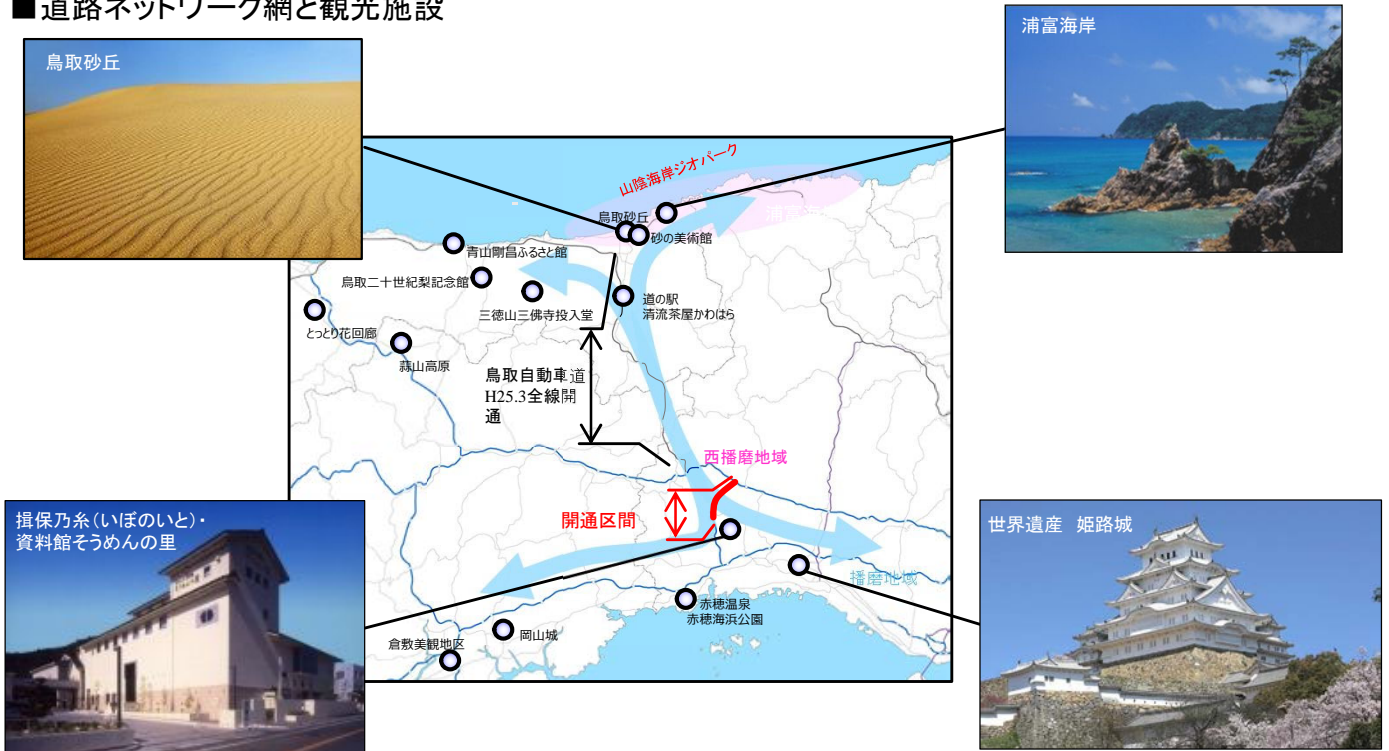 ■道路ネットワーク網と観光施設
鳥取砂丘
浦富海岸
山陰海岸ジオパーク
鳥取砂丘
浦富海
砂の美術館
青山剛昌ふるさと館
鳥取二十世紀梨記念館
三徳山三佛寺投入堂
道の駅
清流茶屋かわはら
とっとり花回廊
蒜山高原
鳥取自動車道
H25.3全線開
通
西播磨地域
開通区間
揖保乃糸(いぼのいと)・
資料館そうめんの里
世界遺産 姫路城
播磨地域
赤穂温泉
赤穂海浜公園
岡山城
倉敷美観地区